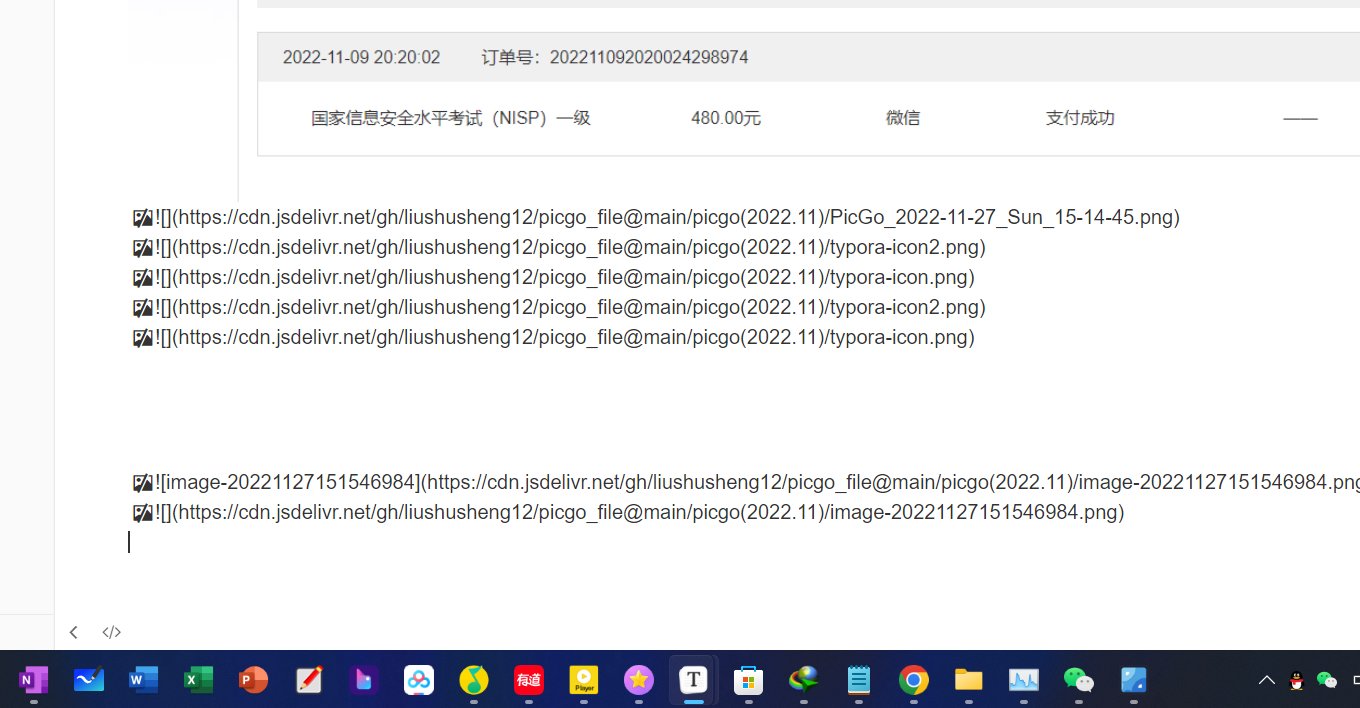 2022-11-09 20:20:02 订单号：202211092020024298974
国家信息安全水平考试（NISP）一级 480.00元 微信 支付成功 ——
![](https://cdn.jsdelivr.net/gh/liushusheng12/picgo_file@main/picgo(2022.11)/PicGo_2022-11-27_Sun_15-14-45.png)
![](https://cdn.jsdelivr.net/gh/liushusheng12/picgo_file@main/picgo(2022.11)/typora-icon2.png)
![](https://cdn.jsdelivr.net/gh/liushusheng12/picgo_file@main/picgo(2022.11)/typora-icon.png)
![](https://cdn.jsdelivr.net/gh/liushusheng12/picgo_file@main/picgo(2022.11)/typora-icon2.png)
![](https://cdn.jsdelivr.net/gh/liushusheng12/picgo_file@main/picgo(2022.11)/typora-icon.png)
![image-20221127151546984](https://cdn.jsdelivr.net/gh/liushusheng12/picgo_file@main/picgo(2022.11)/image-20221127151546984.png
![](https://cdn.jsdelivr.net/gh/liushusheng12/picgo_file@main/picgo(2022.11)/image-20221127151546984.png)
</> 
N W X P 有道 Player T